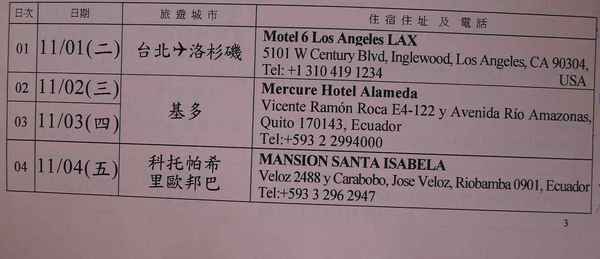 日次 日期 旅遊城市 住宿住址及電話
01 11/01(二) 台北✈洛杉磯 Motel 6 Los Angeles LAX
5101 W Century Blvd, Inglewood, Los Angeles, CA 90304,
USA
Tel: +1 310 419 1234
02 11/02(三) 基多 Mercure Hotel Alameda
Vicente Ramón Roca E4-122 y Avenida Río Amazonas,
03 11/03(四) Quito 170143, Ecuador
Tel:+593 2 2994000
04 11/04(五) 科托帕希 MANSION SANTA ISABELA
里歐邦巴 Veloz 2488 y Carabobo, Jose Veloz, Riobamba 0901, Ecuador
Tel:+593 3 296 2947
3